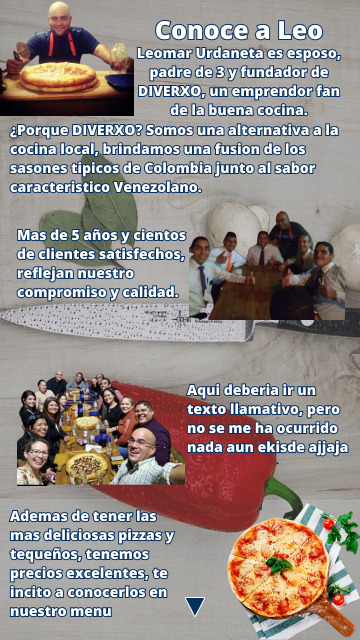 Conoce a Leo
Leomar Urdaneta es esposo,
padre de 3 y fundador de
DIVERXO, un emprendor fan
de la buena cocina.
¿Porque DIVERXO? Somos una alternativa a la
cocina local, brindamos una fusion de los
sasones tipicos de Colombia junto al sabor
caracteristico Venezolano.
Mas de 5 años y cientos
de clientes satisfechos,
reflejan nuestro
compromiso y calidad.
Aqui deberia ir un
texto llamativo, pero
no se me ha ocurrido
nada aun ekisde ajjaja
Ademas de tener las
mas deliciosas pizzas y
tequeños, tenemos
precios excelentes, te
incito a conocerlos en
nuestro menu